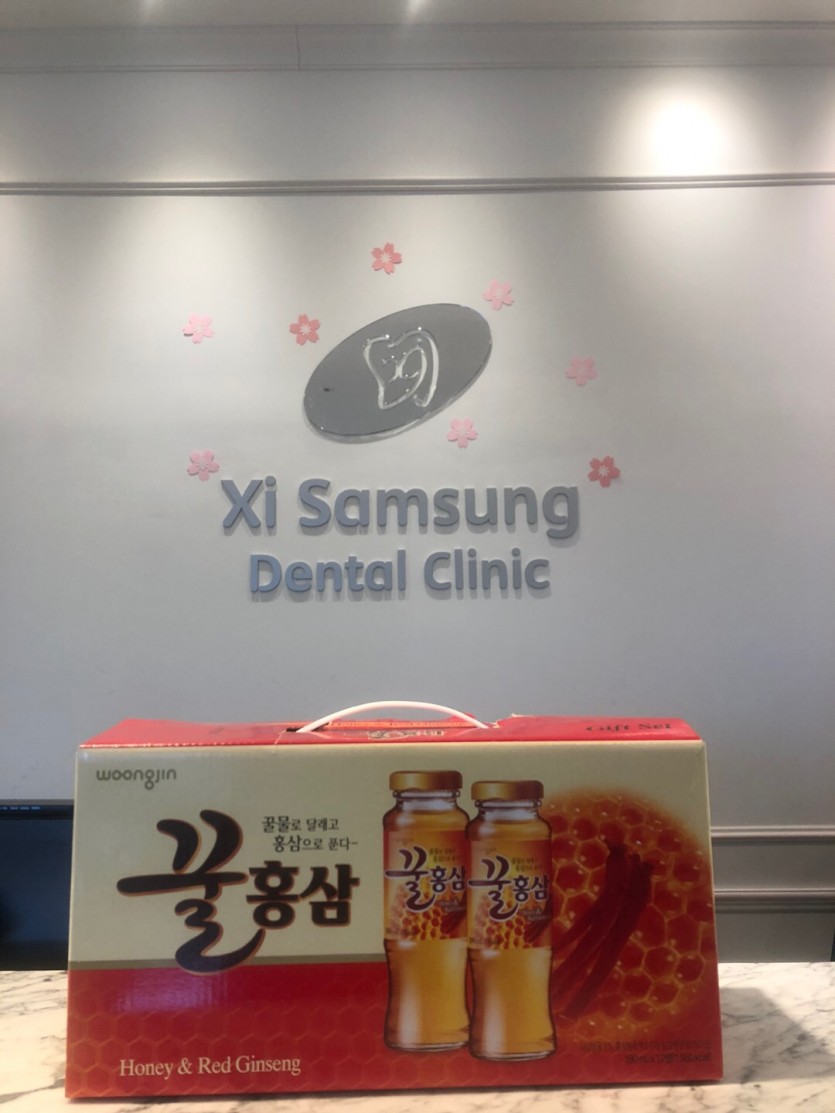 Xi Samsung
Dental Clinic
Gift Set
woongjin
꿀물로 달래고
홍삼으로 푼다~
꿀홍삼
꿀홍삼
꿀홍삼
Honey & Red Ginseng